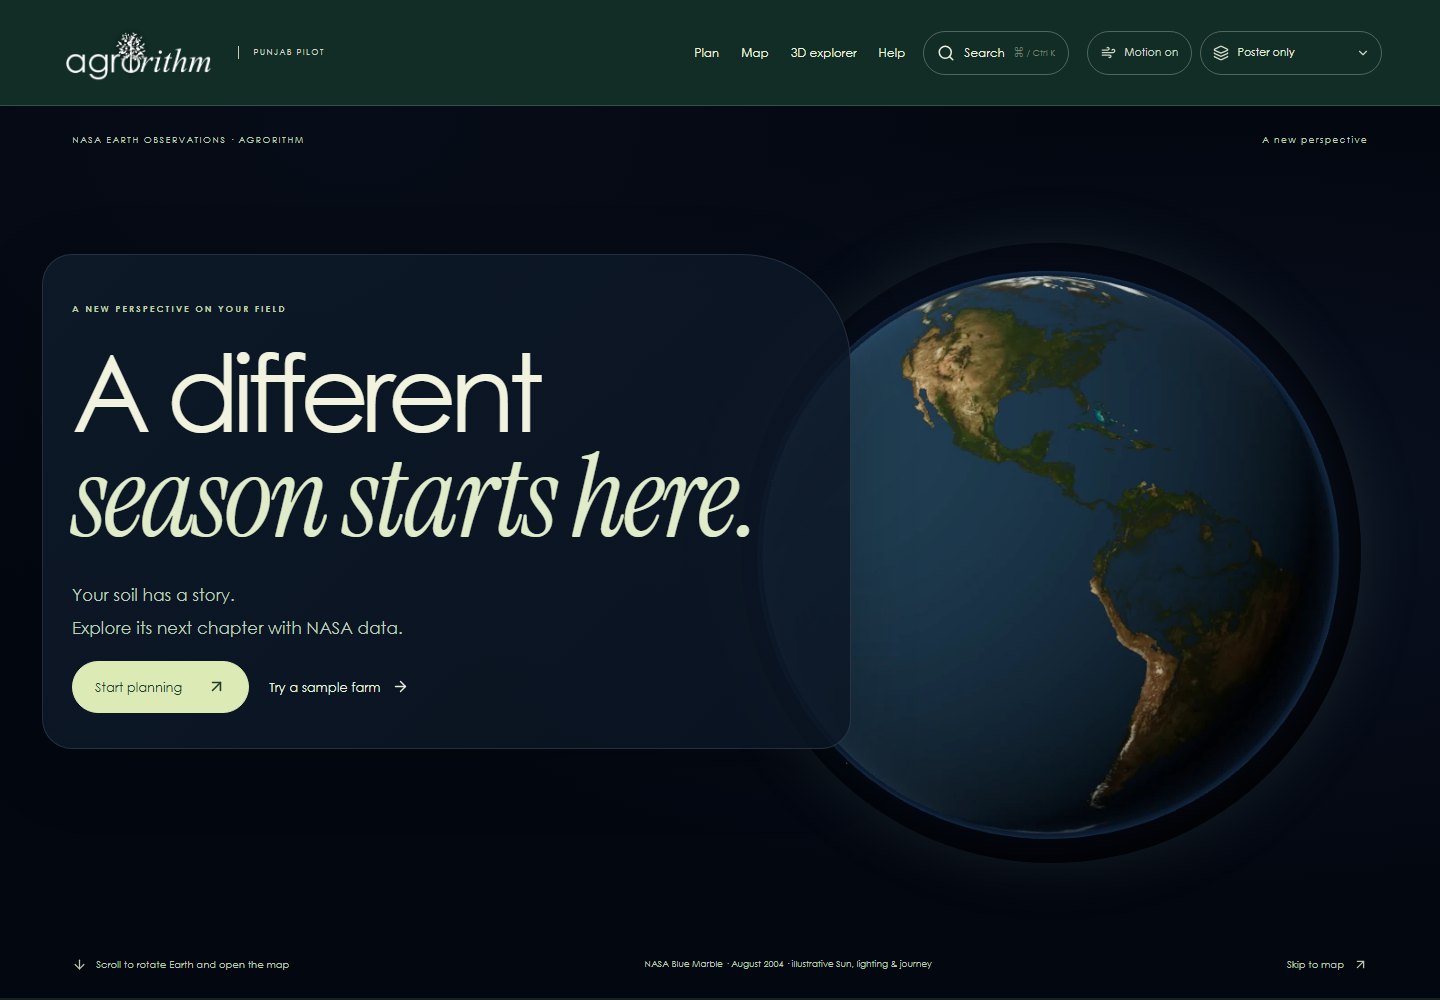 agrorithm
PUNJAB PILOT
Plan
Map
3D explorer
Help
Search ⌘ / Ctrl K
Motion on
Poster only
NASA EARTH OBSERVATIONS · AGRORITHM
A new perspective
A NEW PERSPECTIVE ON YOUR FIELD
A different
season starts here.
Your soil has a story.
Explore its next chapter with NASA data.
Start planning
Try a sample farm
Scroll to rotate Earth and open the map
NASA Blue Marble · August 2004 · illustrative Sun, lighting & journey
Skip to map